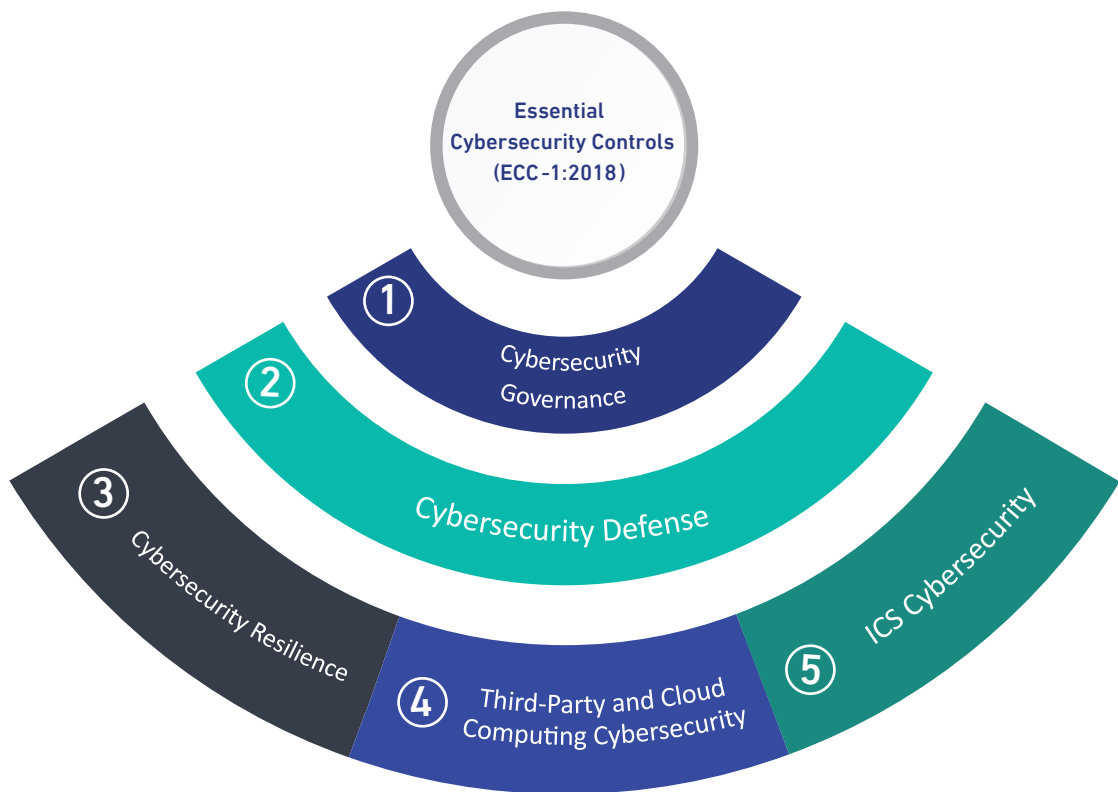 Essential
Cybersecurity Controls
(ECC-1:2018)
1
Cybersecurity
Governance
2
Cybersecurity Defense
3
Cybersecurity Resilience
4
Third-Party and Cloud
Computing Cybersecurity
5
ICS Cybersecurity